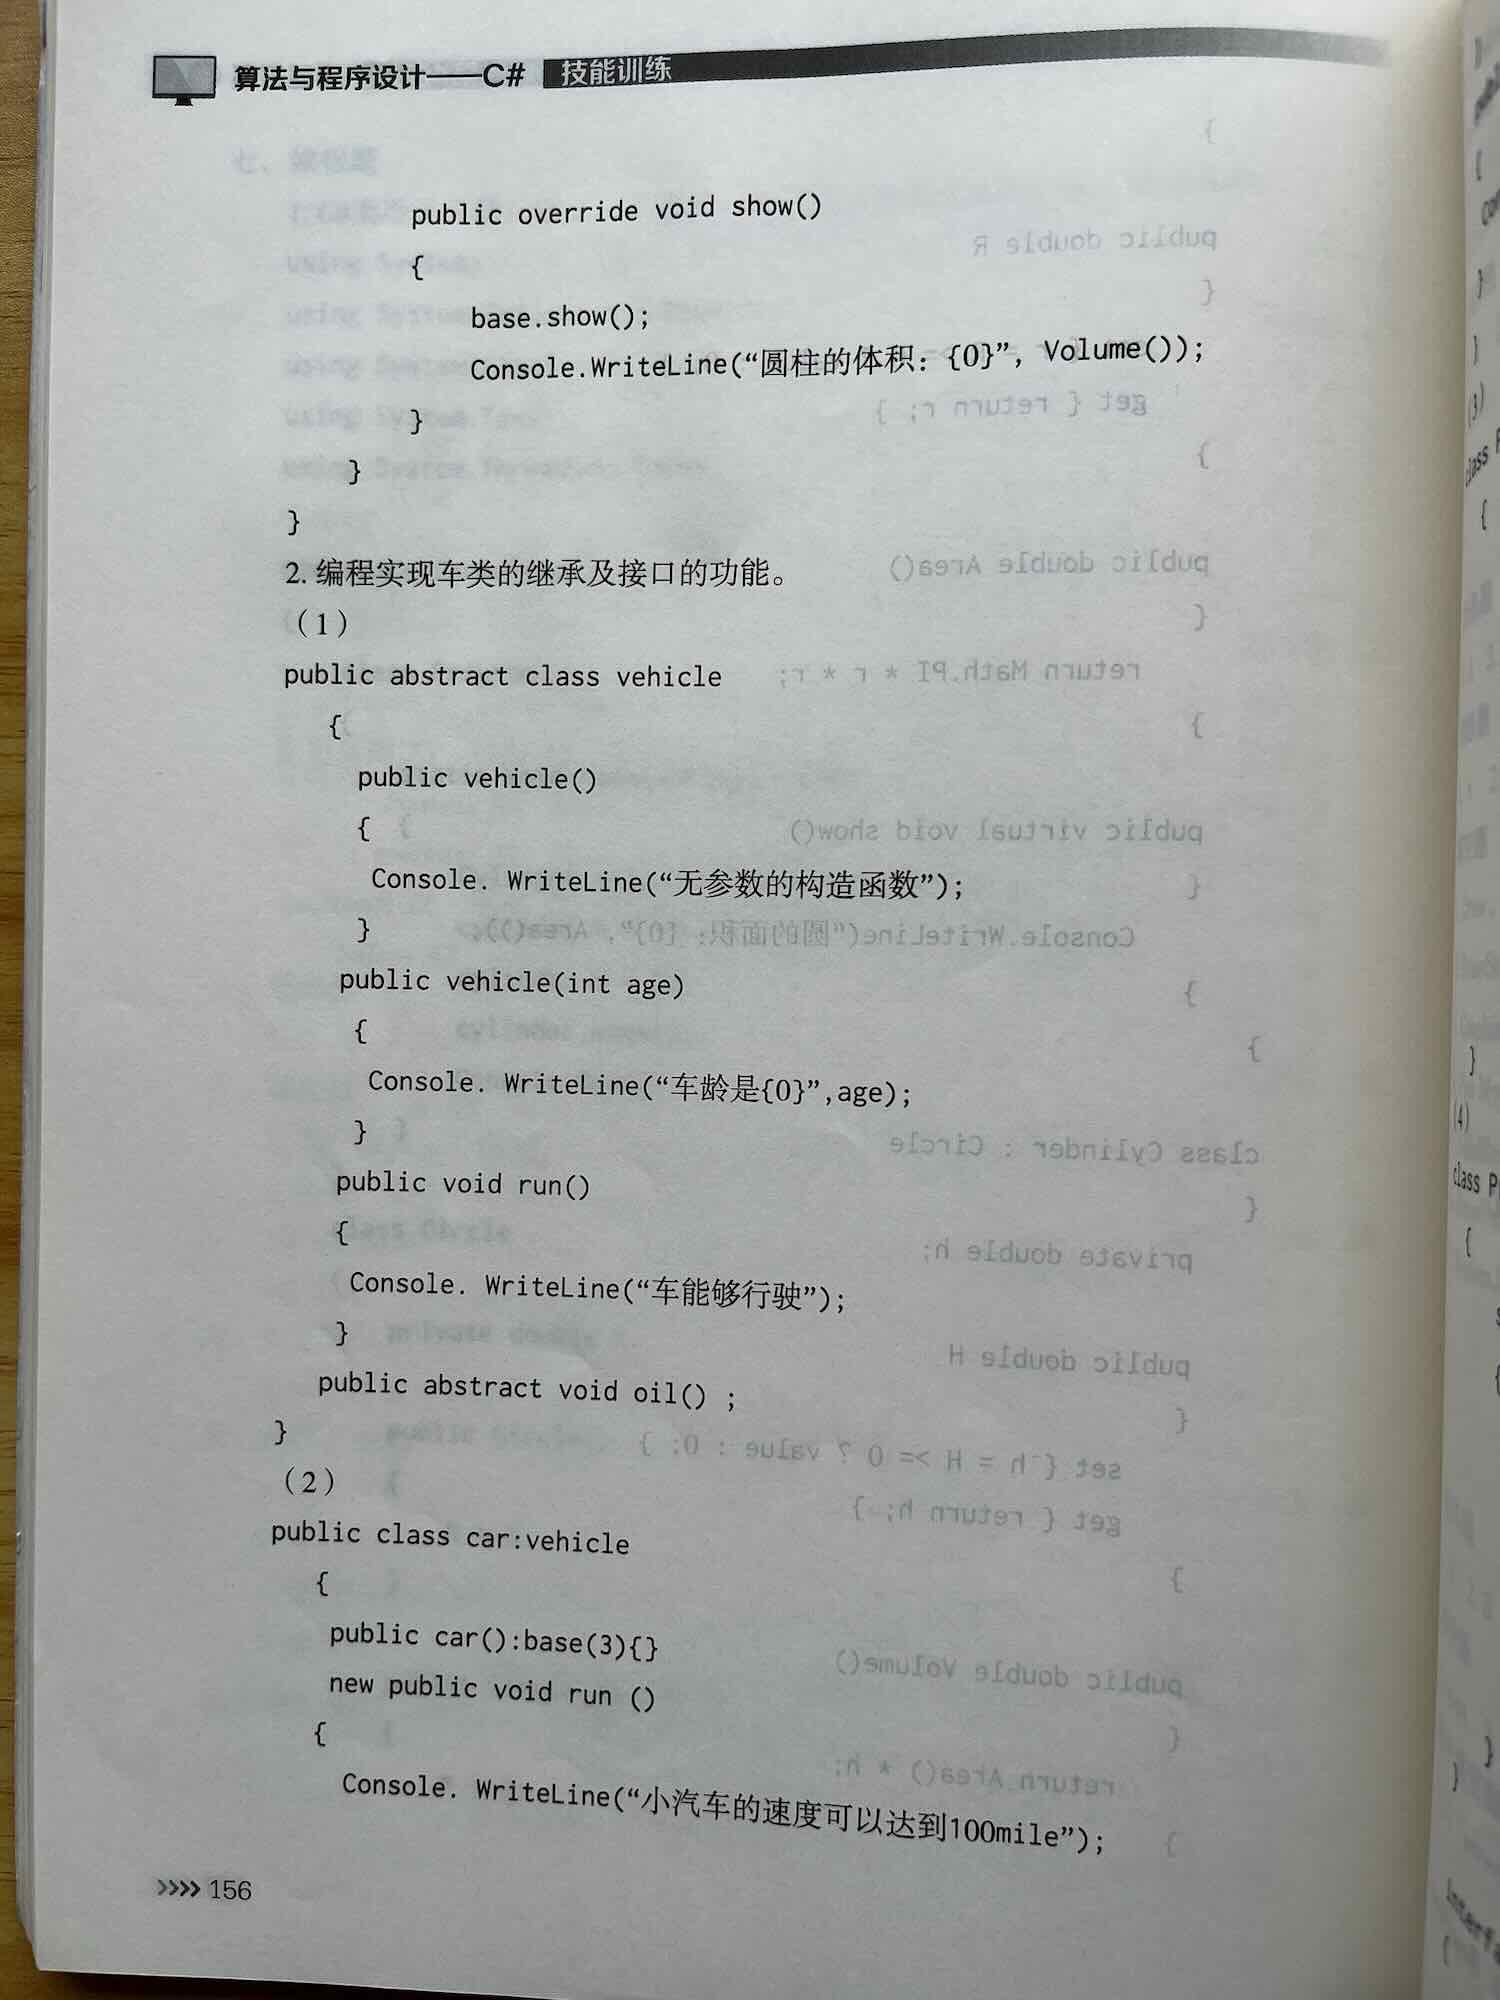 算法与程序设计——C# 技能训练
public override void show()
{
base.show();
Console.WriteLine(“圆柱的体积：{0}”, Volume());
}
}
}
2. 编程实现车类的继承及接口的功能。
（1）
public abstract class vehicle
{
public vehicle()
{
Console. WriteLine(“无参数的构造函数”);
}
public vehicle(int age)
{
Console. WriteLine(“车龄是{0}”,age);
}
public void run()
{
Console. WriteLine(“车能够行驶”);
}
public abstract void oil() ;
}
（2）
public class car:vehicle
{
public car():base(3){}
new public void run ()
{
Console. WriteLine(“小汽车的速度可以达到100mile”);
>>>> 156